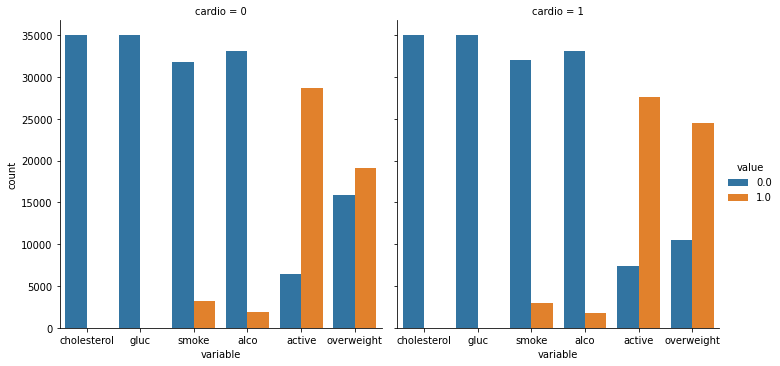 cardio = 0
cardio = 1
35000
30000
25000
20000
15000
10000
5000
0
count
cholesterol gluc smoke alco active overweight
variable
cholesterol gluc smoke alco active overweight
variable
value
0.0
1.0